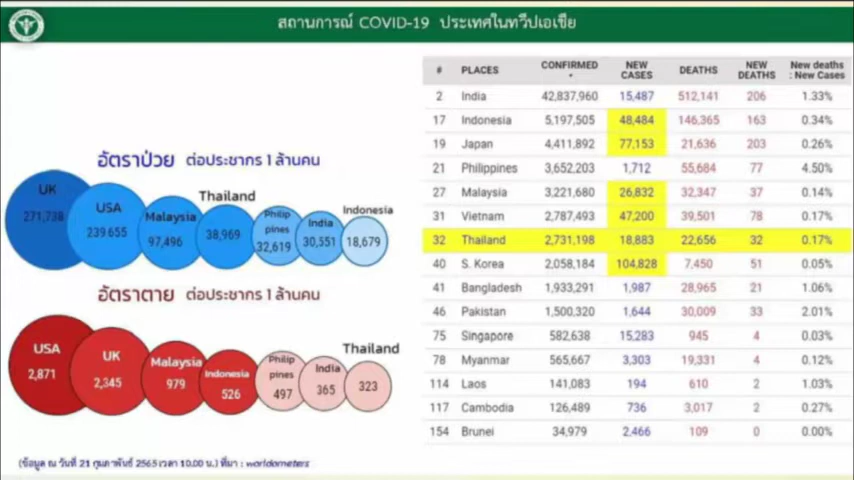 สถานการณ์ COVID-19 ประเทศในทวีปเอเชีย
อัตราป่วย ต่อประชากร 1 ล้านคน
UK
271,738
USA
239 655
Malaysia
97,496
Thailand
38,969
Philip
pines
32,619
India
30,551
Indonesia
18,679
อัตราตาย ต่อประชากร 1 ล้านคน
USA
2,871
UK
2,345
Malaysia
979
Indonesia
526
Philip
pines
497
India
365
Thailand
323
# PLACES CONFIRMED NEW CASES DEATHS NEW DEATHS New deaths : New Cases
2 India 42,837,960 15,487 512,141 206 1.33%
17 Indonesia 5,197,505 48,484 146,365 163 0.34%
19 Japan 4,411,892 77,153 21,636 203 0.26%
21 Philippines 3,652,203 1,712 55,684 77 4.50%
27 Malaysia 3,221,680 26,832 32,347 37 0.14%
31 Vietnam 2,787,493 47,200 39,501 78 0.17%
32 Thailand 2,731,198 18,883 22,656 32 0.17%
40 S. Korea 2,058,184 104,828 7,450 51 0.05%
41 Bangladesh 1,933,291 1,987 28,965 21 1.06%
46 Pakistan 1,500,320 1,644 30,009 33 2.01%
75 Singapore 582,638 15,283 945 4 0.03%
78 Myanmar 565,667 3,303 19,331 4 0.12%
114 Laos 141,083 194 610 2 1.03%
117 Cambodia 126,489 736 3,017 2 0.27%
154 Brunei 34,979 2,466 109 0 0.00%
(ข้อมูล ณ วันที่ 21 กุมภาพันธ์ 2565 เวลา 10.00 น.) ที่มา : worldometers